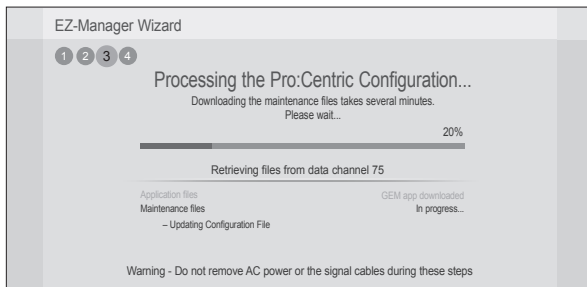 EZ-Manager Wizard
1 2 3 4
Processing the Pro:Centric Configuration...
Downloading the maintenance files takes several minutes.
Please wait...
20%
Retrieving files from data channel 75
Application files GEM app downloaded
Maintenance files In progress...
– Updating Configuration File
Warning - Do not remove AC power or the signal cables during these steps